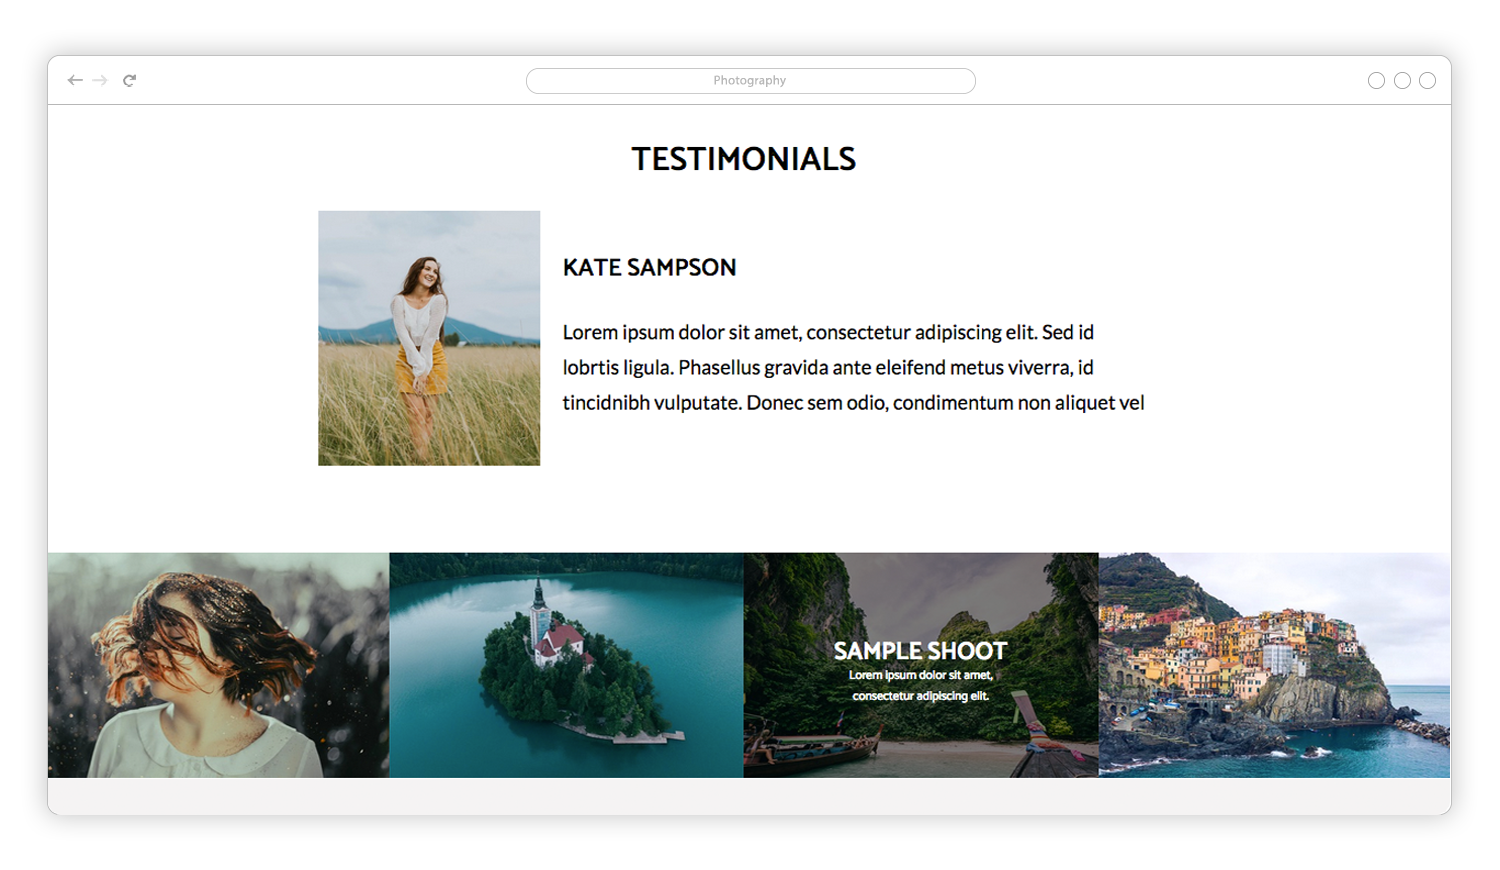 Photography
TESTIMONIALS
KATE SAMPSON
Lorem ipsum dolor sit amet, consectetur adipiscing elit. Sed id
lobrtis ligula. Phasellus gravida ante eleifend metus viverra, id
tincidnibh vulputate. Donec sem odio, condimentum non aliquet vel
SAMPLE SHOOT
Lorem ipsum dolor sit amet,
consectetur adipiscing elit.